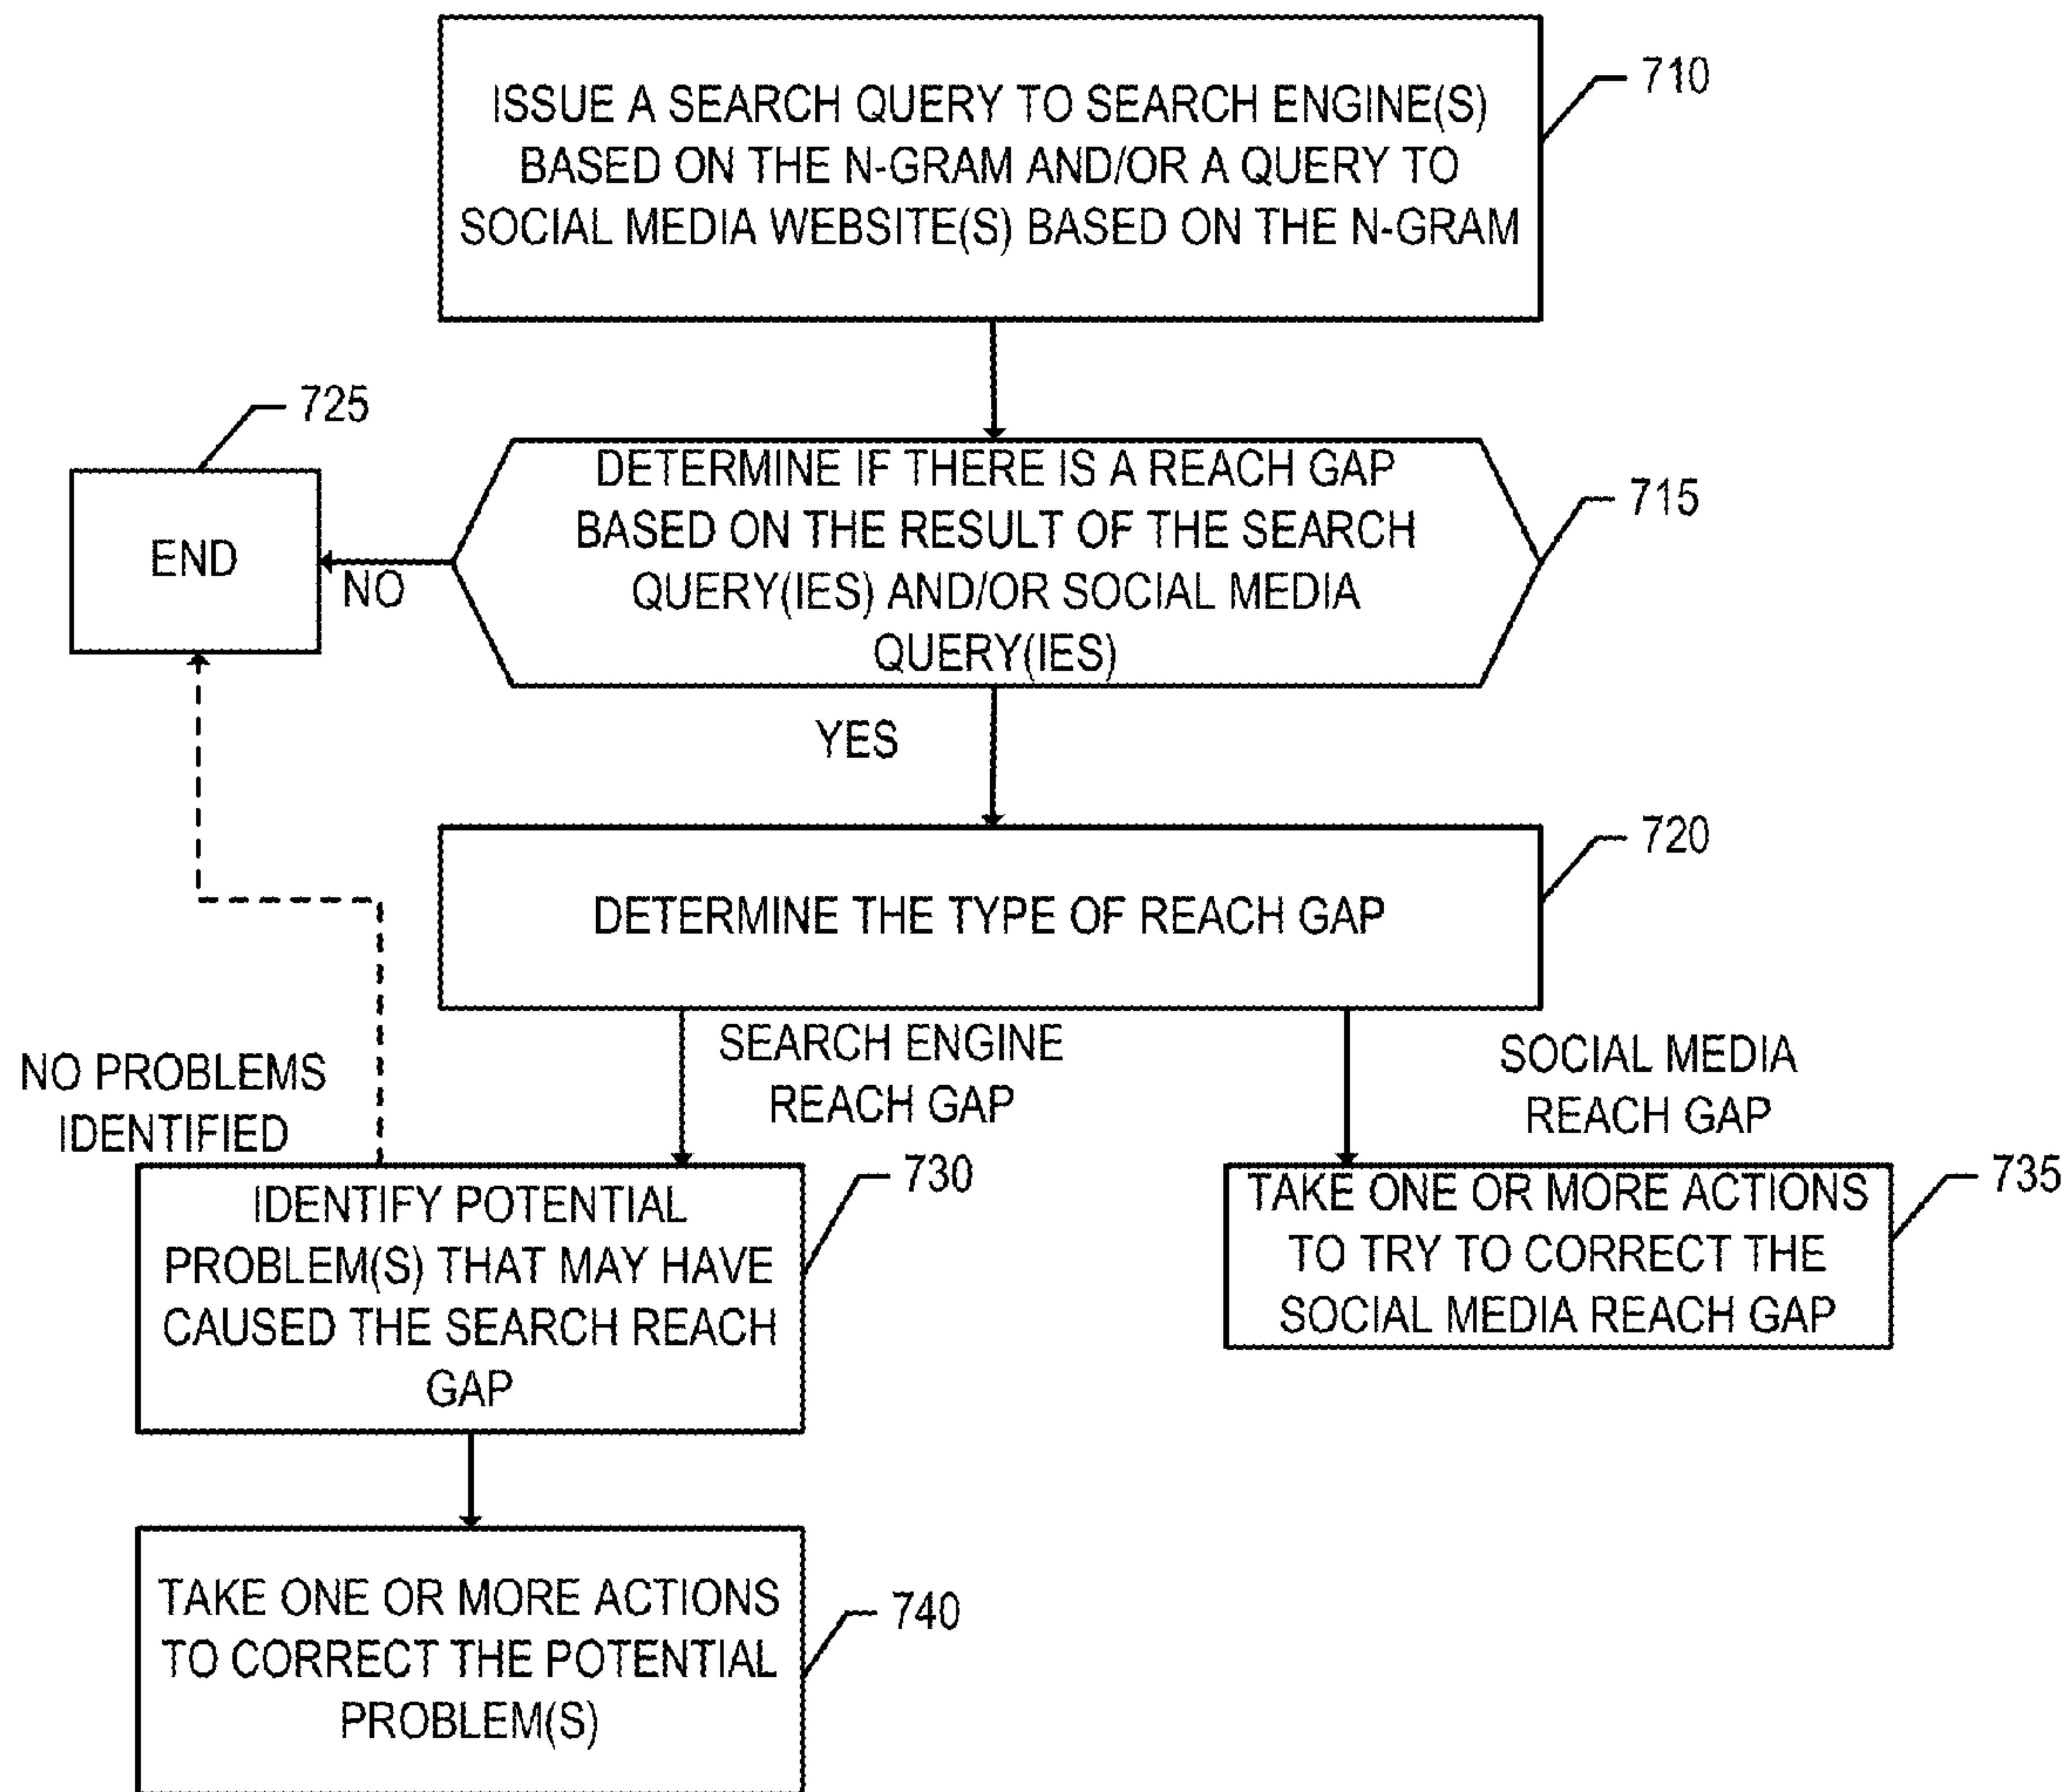 ISSUE A SEARCH QUERY TO SEARCH ENGINE(S)
BASED ON THE N-GRAM AND/OR A QUERY TO
SOCIAL MEDIA WEBSITE(S) BASED ON THE N-GRAM
710
725
END
NO
DETERMINE IF THERE IS A REACH GAP
BASED ON THE RESULT OF THE SEARCH
QUERY(IES) AND/OR SOCIAL MEDIA
QUERY(IES)
715
YES
DETERMINE THE TYPE OF REACH GAP
720
NO PROBLEMS
IDENTIFIED
SEARCH ENGINE
REACH GAP
SOCIAL MEDIA
REACH GAP
IDENTIFY POTENTIAL
PROBLEM(S) THAT MAY HAVE
CAUSED THE SEARCH REACH
GAP
730
TAKE ONE OR MORE ACTIONS
TO TRY TO CORRECT THE
SOCIAL MEDIA REACH GAP
735
TAKE ONE OR MORE ACTIONS
TO CORRECT THE POTENTIAL
PROBLEM(S)
740